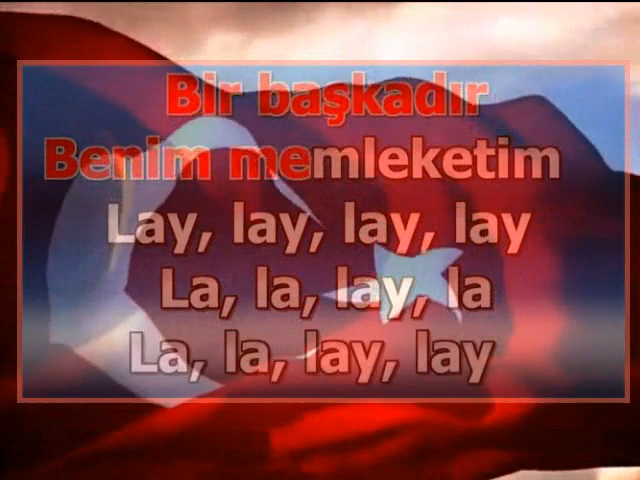 Bir başkadır
Benim memleketim
Lay, lay, lay, lay
La, la, lay, la
La, la, lay, lay